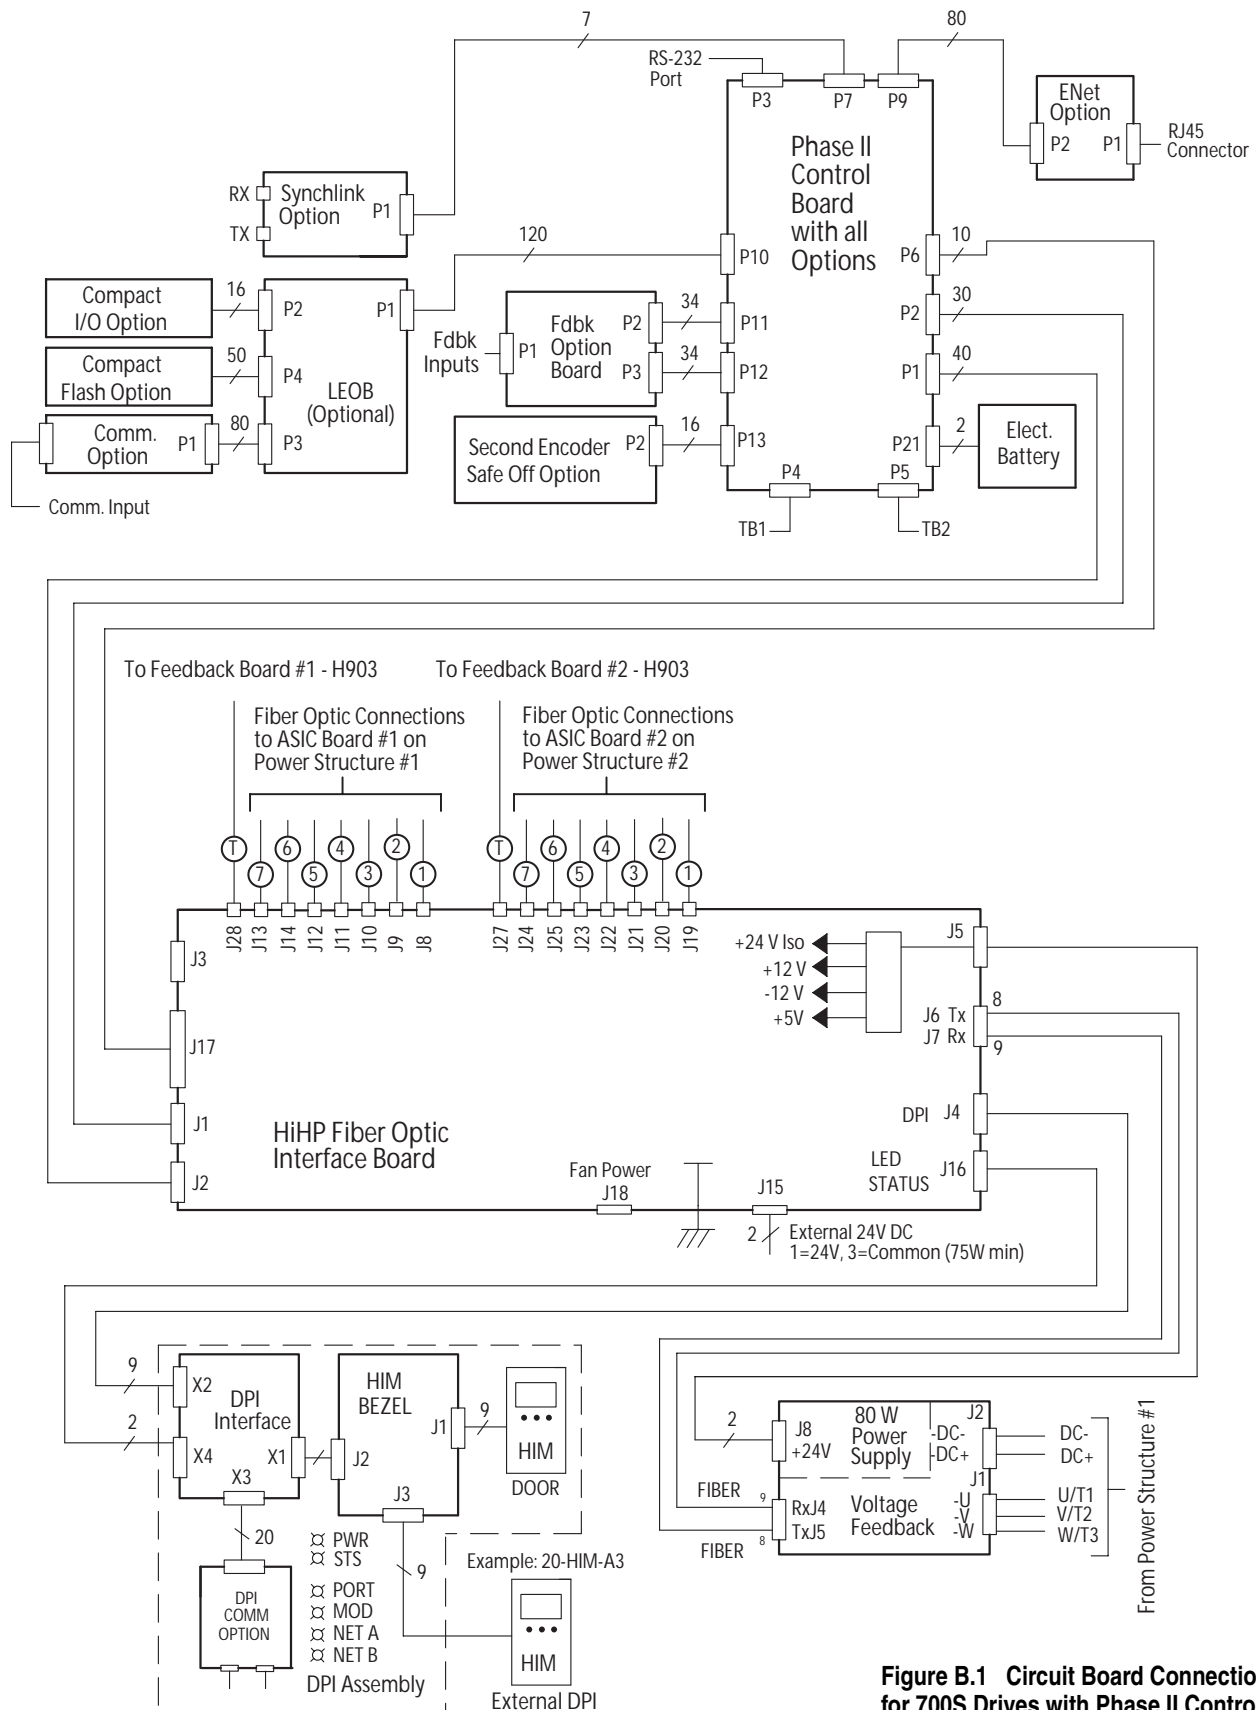 7
80
RS-232
Port
P3
P7
P9
ENet
Option
P2
P1
RJ45
Connector
Phase II
Control
Board
with all
Options
RX
TX
Synchlink
Option
P1
120
P10
P6
10
Compact
I/O Option
16
P2
P1
Fdbk
Inputs
P1
Fdbk
Option
Board
P2
34
P11
P2
30
Compact
Flash Option
50
P4
LEOB
(Optional)
P3
34
P12
P1
40
Comm.
Option
P1
80
P3
Second Encoder
Safe Off Option
P2
16
P13
P21
2
Elect.
Battery
P4
P5
Comm. Input
TB1
TB2
To Feedback Board #1 - H903
To Feedback Board #2 - H903
Fiber Optic Connections
to ASIC Board #1 on
Power Structure #1
Fiber Optic Connections
to ASIC Board #2 on
Power Structure #2
T
7
6
5
4
3
2
1
T
7
6
5
4
3
2
1
J28
J13
J14
J12
J11
J10
J9
J8
J27
J24
J25
J23
J22
J21
J20
J19
J3
+24 V Iso
+12 V
-12 V
+5V
J5
8
J6 Tx
J7 Rx
9
J17
J1
HiHP Fiber Optic
Interface Board
DPI J4
J2
Fan Power
J18
J15
LED
STATUS
J16
2
External 24V DC
1=24V, 3=Common (75W min)
9
X2
DPI
Interface
2
X4
X1
X3
HIM
BEZEL
J2
J1
9
HIM
DOOR
J3
20
PWR
STS
PORT
MOD
NET A
NET B
DPI
COMM
OPTION
DPI Assembly
9
Example: 20-HIM-A3
HIM
External DPI
2
J8
+24V
80 W
Power
Supply
J2
-DC-
-DC+
DC-
DC+
FIBER
9
RxJ4
TxJ5
8
FIBER
Voltage
Feedback
J1
-U
-V
-W
U/T1
V/T2
W/T3
From Power Structure #1
Figure B.1 Circuit Board Connectio
for 700S Drives with Phase II Contro